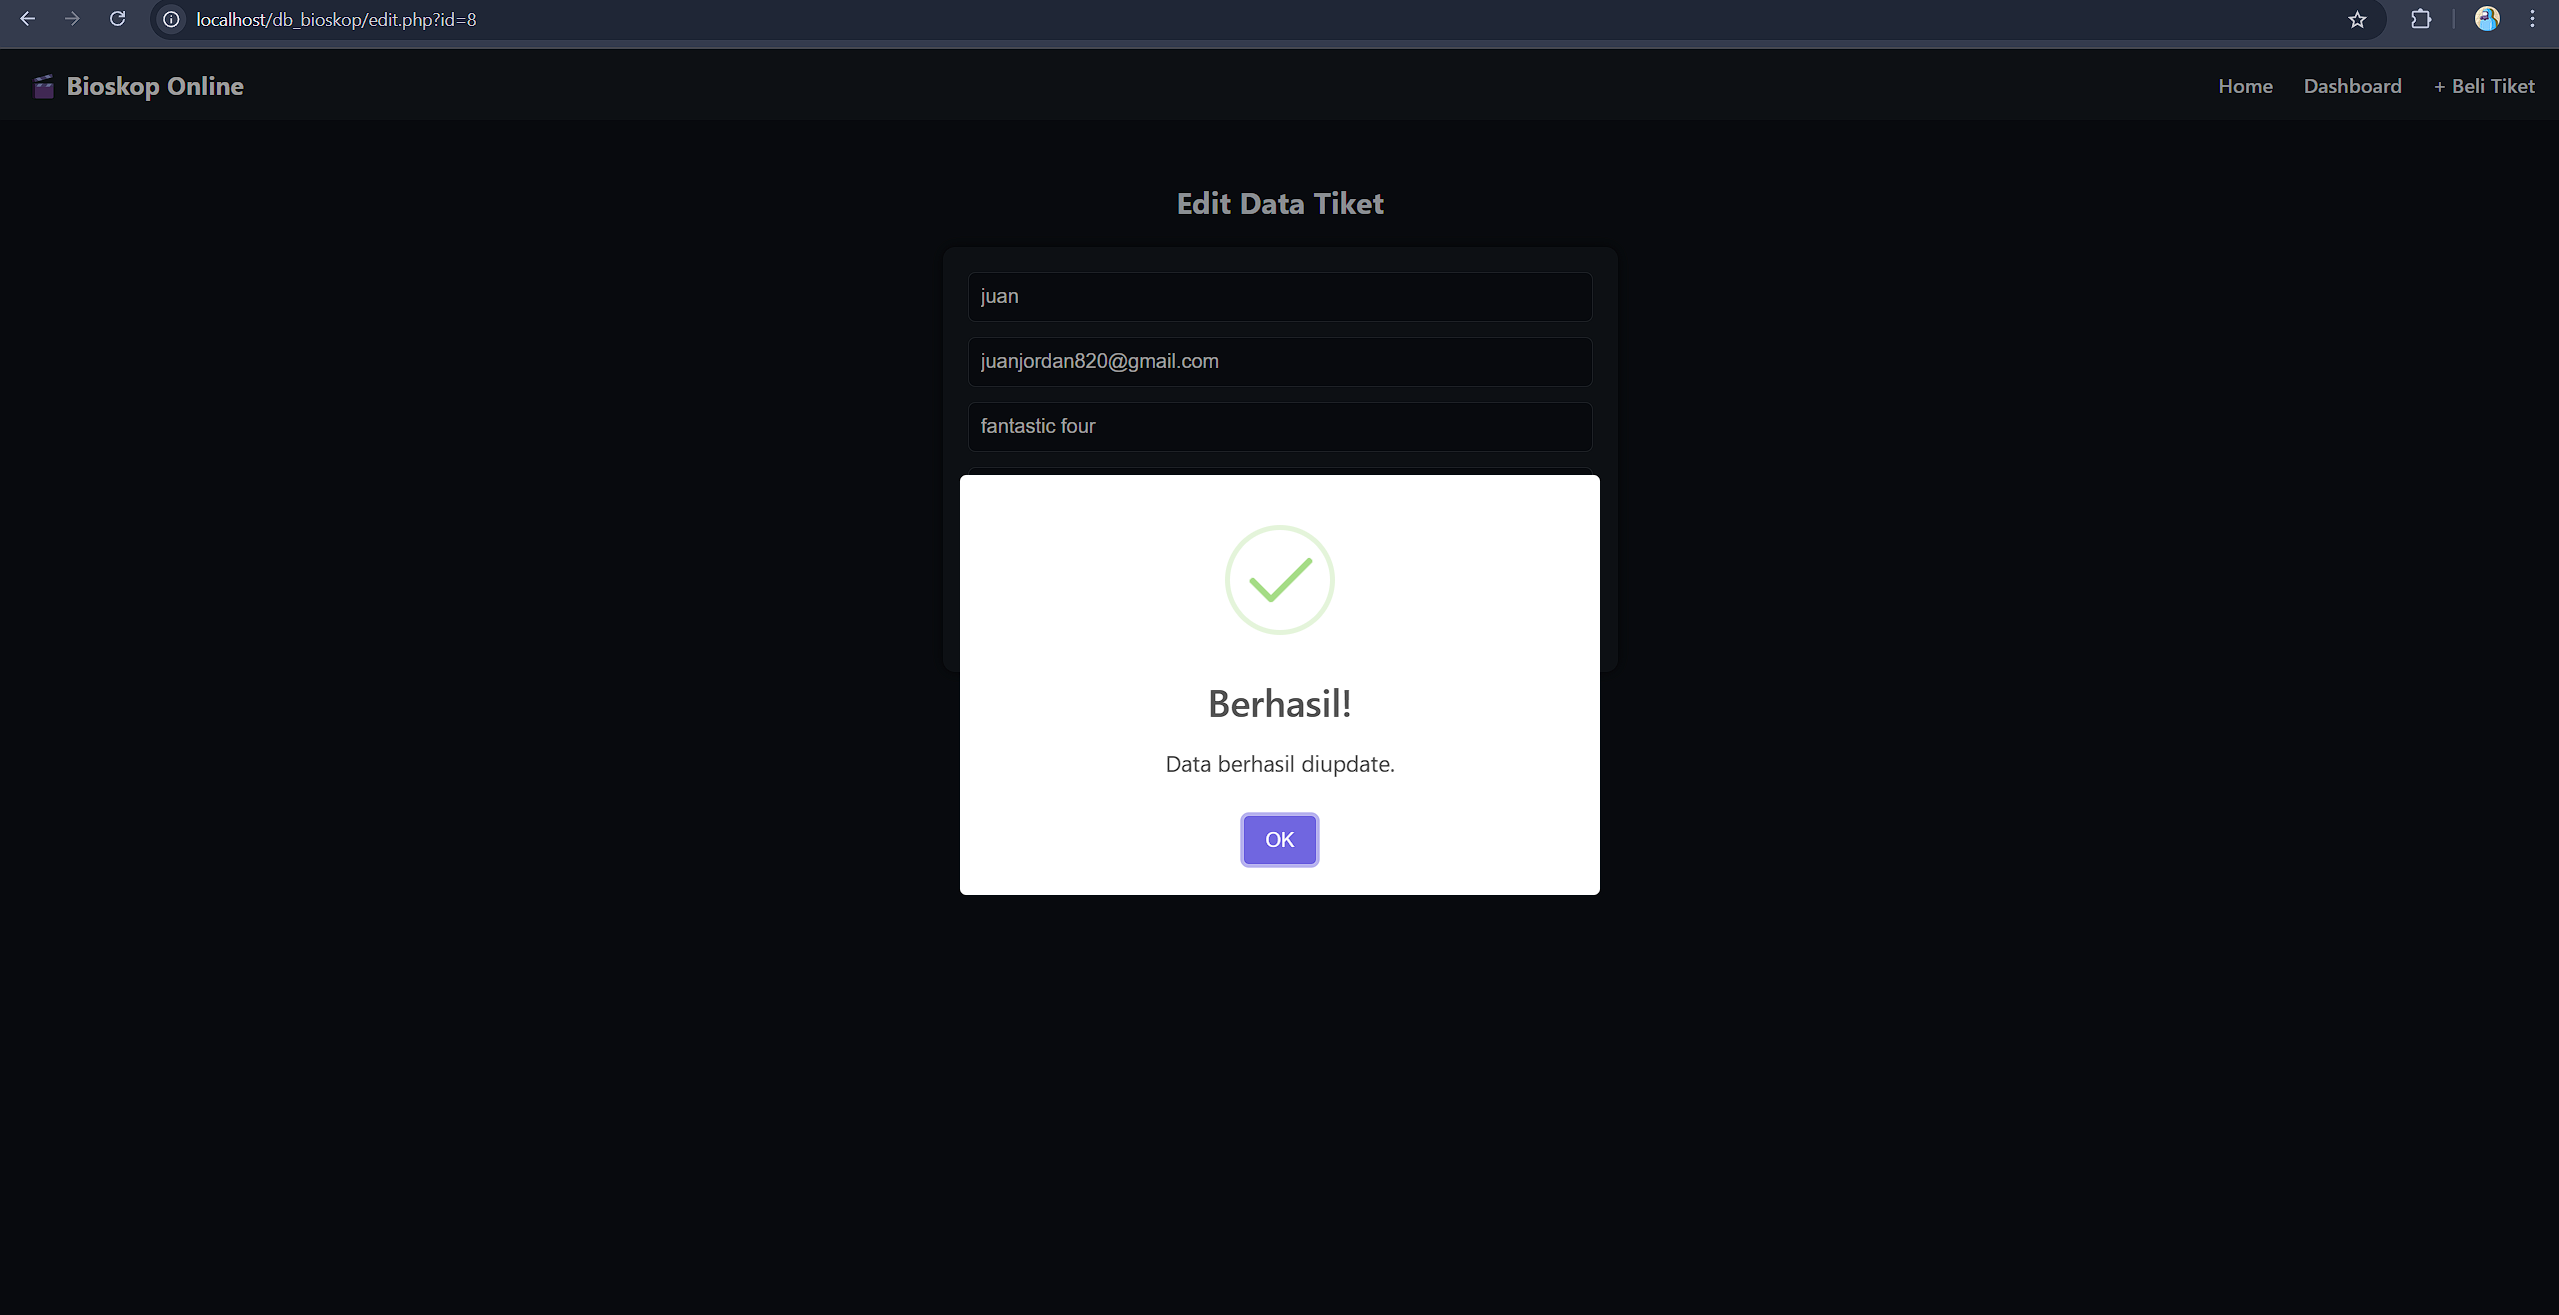 localhost/db_bioskop/edit.php?id=8
Bioskop Online
Home
Dashboard
+ Beli Tiket
Edit Data Tiket
juan
juanjordan820@gmail.com
fantastic four
Berhasil!
Data berhasil diupdate.
OK